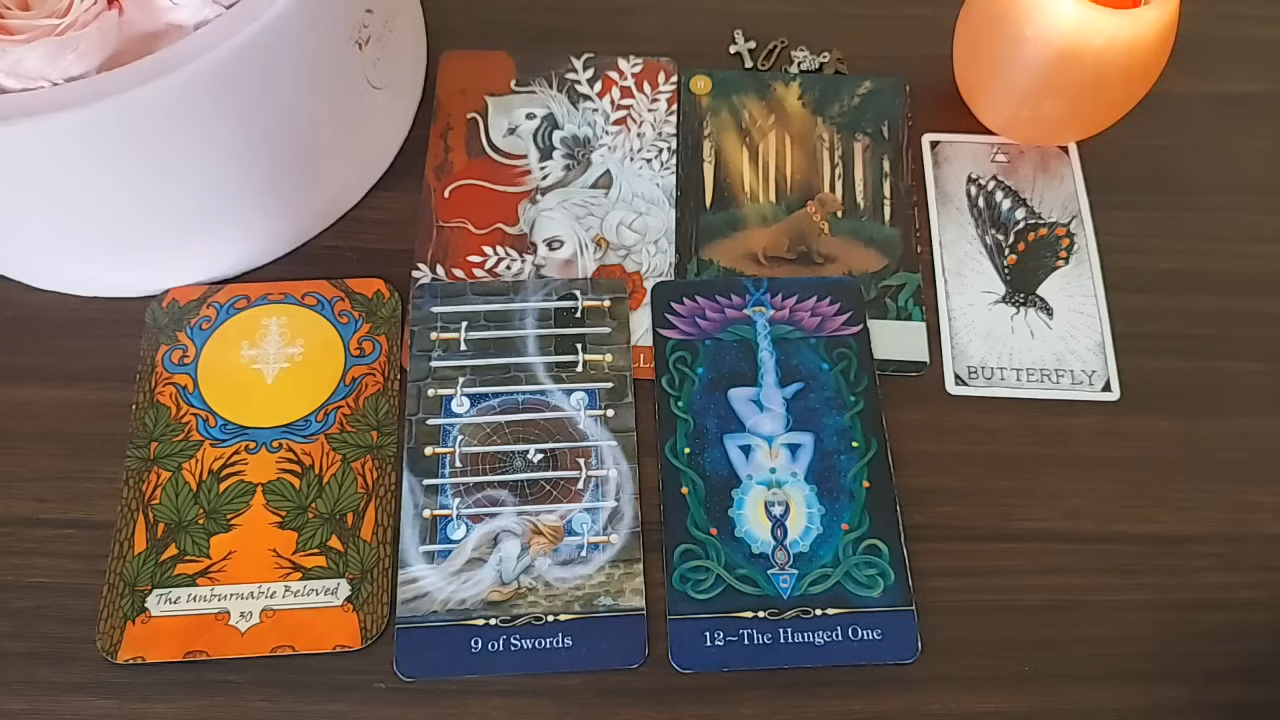 BUTTERFLY
The Unburnable Beloved
30
9 of Swords
12~The Hanged One